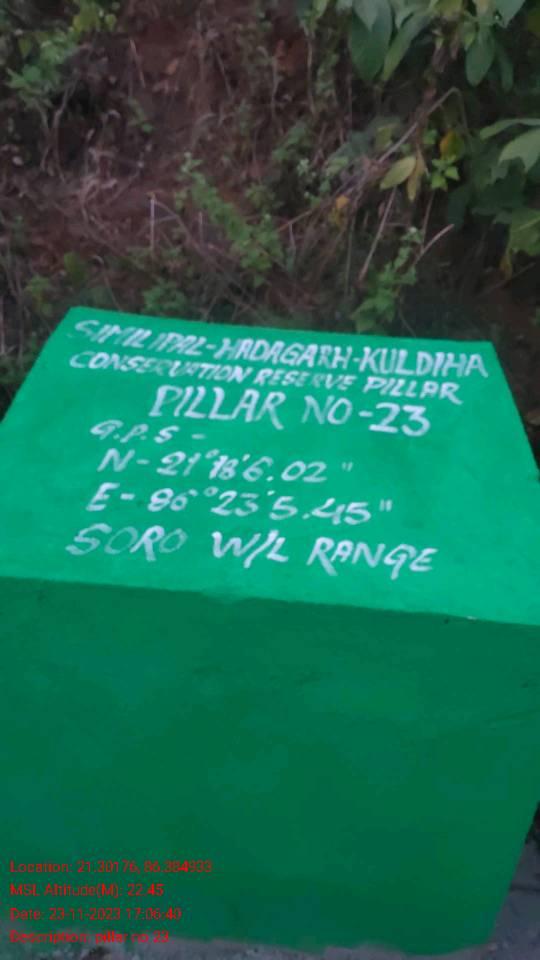 SIMILIPAL-HADAGARH-KULDIHA
CONSERVATION RESERVE PILLAR
PILLAR NO-23
G.P.S -
N- 21°18'6.02"
E- 86°23'5.45"
SORO W/L RANGE
Location: 21.30176, 86.384933
MSL Altitude(M): 22.45
Date: 23-11-2023 17:06:40
Description: pillar no 23